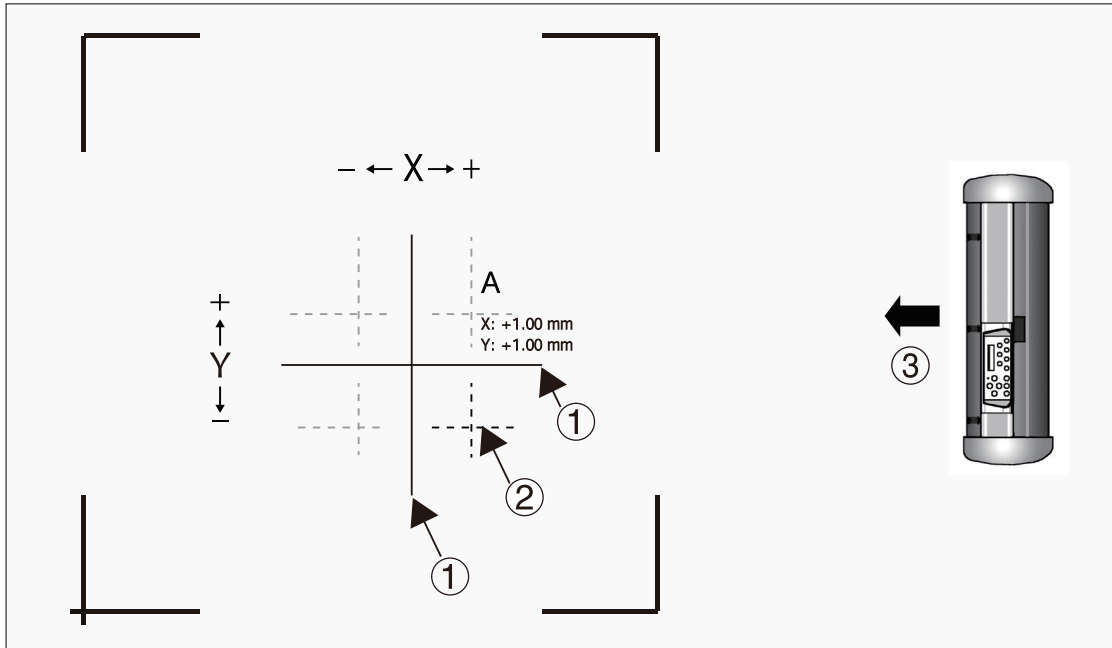 − ← X → +
A
X: +1.00 mm
Y: +1.00 mm
+
↑
Y
↓
−
③
①
②
①